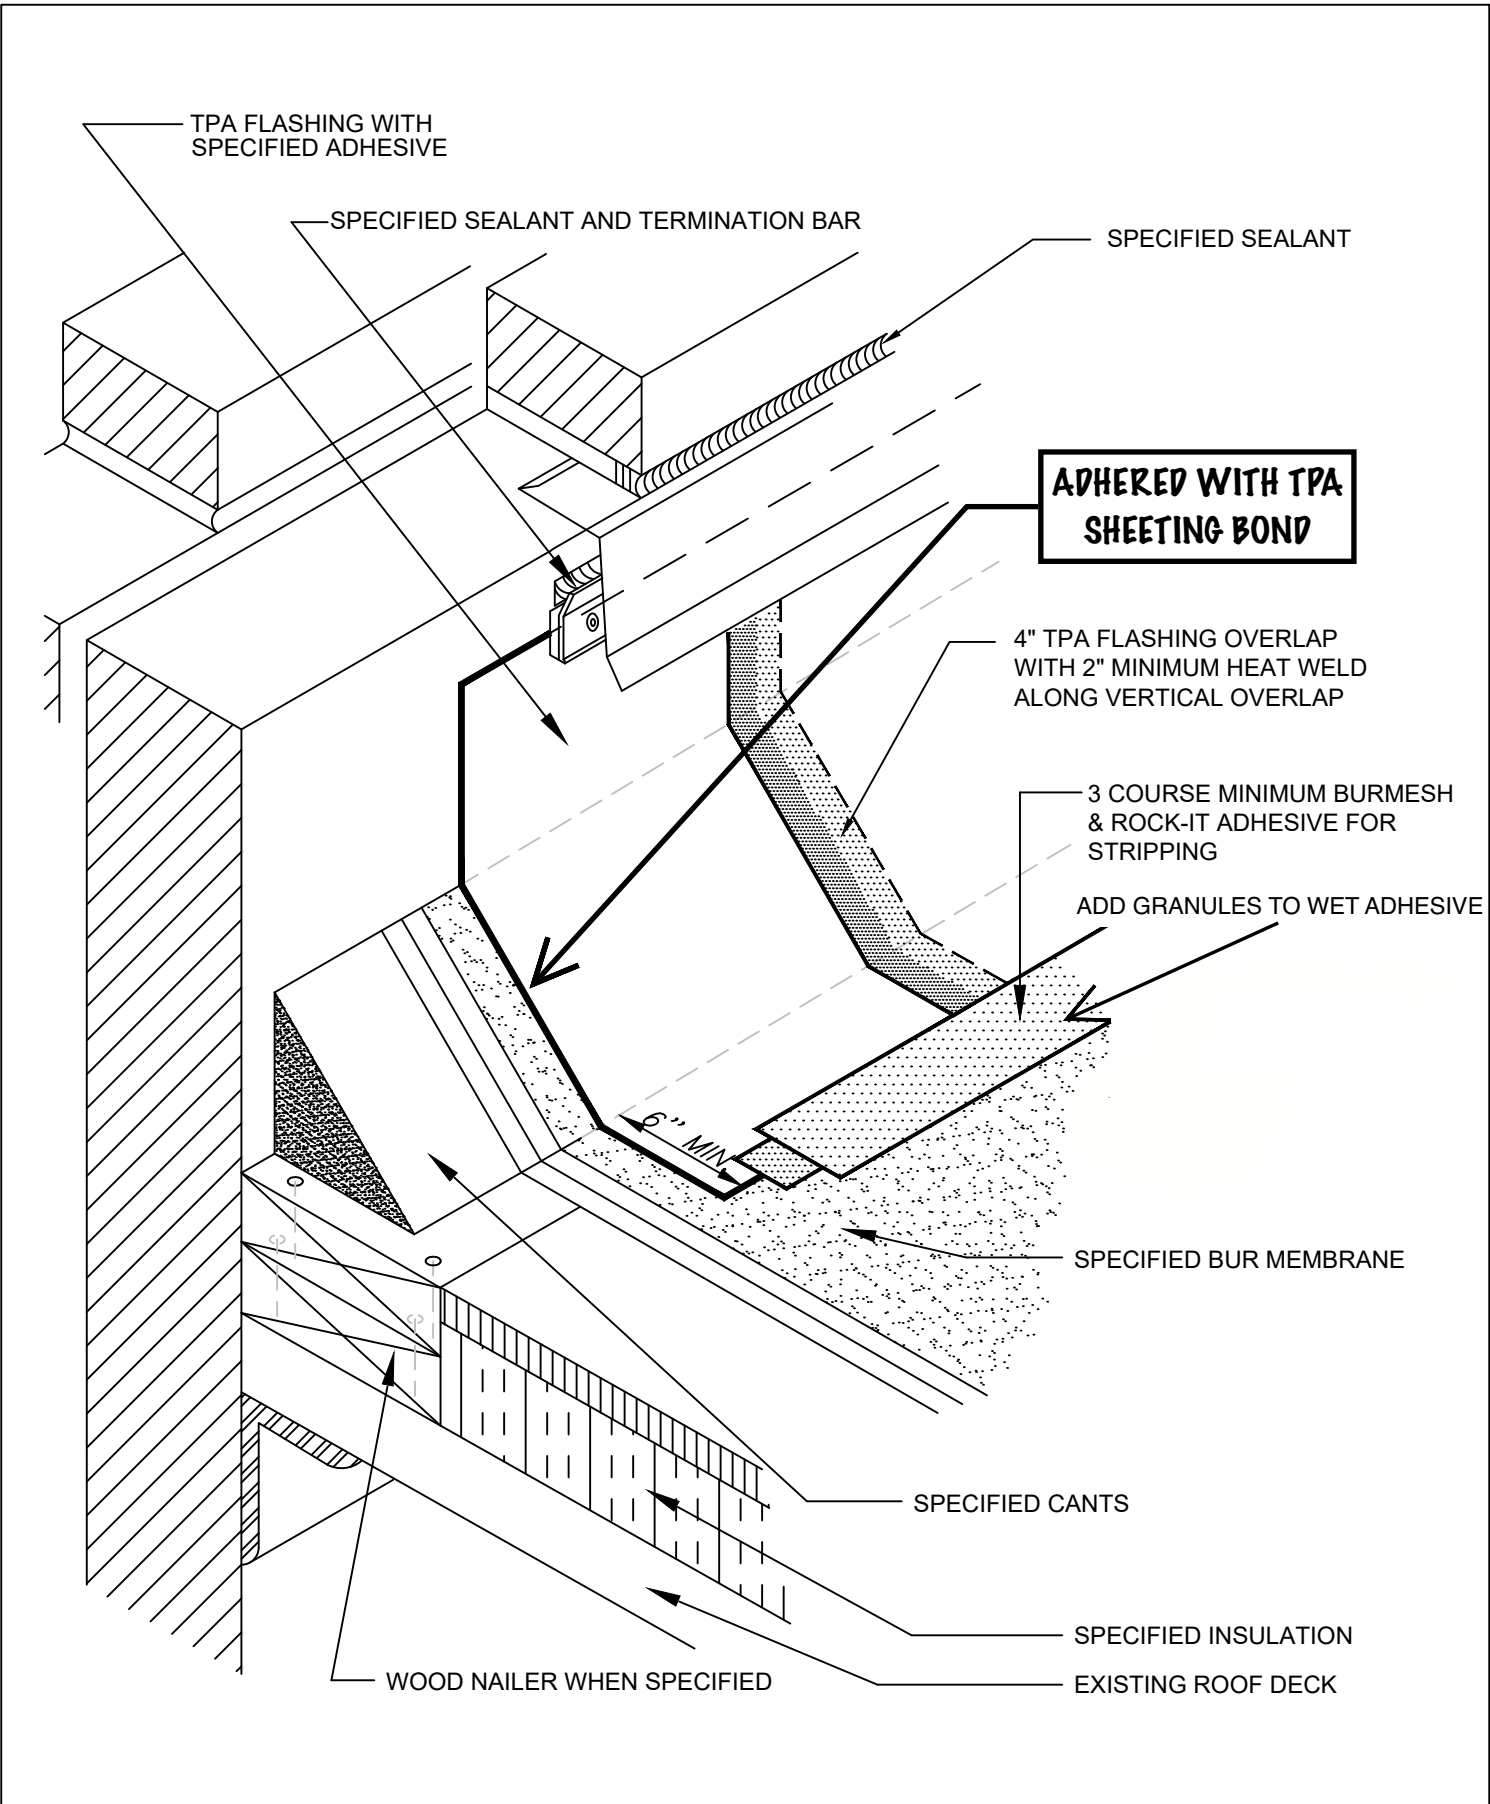 TPA FLASHING WITH
SPECIFIED ADHESIVE
SPECIFIED SEALANT AND TERMINATION BAR
SPECIFIED SEALANT
ADHERED WITH TPA
SHEETING BOND
4" TPA FLASHING OVERLAP
WITH 2" MINIMUM HEAT WELD
ALONG VERTICAL OVERLAP
3 COURSE MINIMUM BURMESH
& ROCK-IT ADHESIVE FOR
STRIPPING
ADD GRANULES TO WET ADHESIVE
6" MIN
SPECIFIED BUR MEMBRANE
SPECIFIED CANTS
SPECIFIED INSULATION
WOOD NAILER WHEN SPECIFIED
EXISTING ROOF DECK